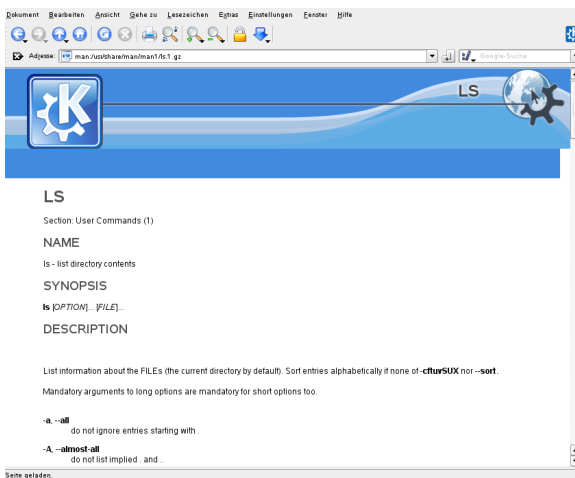 Dokument Bearbeiten Ansicht Gehe zu Lesezeichen Extras Einstellungen Fenster Hilfe
Adresse: man:/usr/share/man/man1/ls.1.gz Google-Suche
LS
LS
Section: User Commands (1)
NAME
ls - list directory contents
SYNOPSIS
ls [OPTION]... [FILE]...
DESCRIPTION
List information about the FILEs (the current directory by default). Sort entries alphabetically if none of -cftuvSUX nor --sort.
Mandatory arguments to long options are mandatory for short options too.
-a, --all
do not ignore entries starting with .
-A, --almost-all
do not list implied . and ..
Seite geladen.